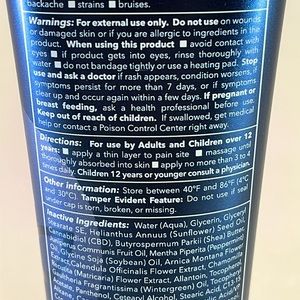 backache ■ strains ■ bruises.
Warnings: For external use only. Do not use on wounds
or damaged skin or if you are allergic to ingredients in
the product. When using this product ■ avoid contact with
eyes ■ if product gets into eyes, rinse thoroughly with
water ■ do not bandage tightly or use a heating pad. Stop
use and ask a doctor if rash appears, condition worsens, if
symptoms persist for more than 7 days, or if symptoms
clear up and occur again within a few days. If pregnant or
breast feeding, ask a health professional before use.
Keep out of reach of children. If swallowed, get medical
help or contact a Poison Control Center right away.
Directions: For use by Adults and Children over 12
years: ■ apply a thin layer to pain site ■ massage until
thoroughly absorbed into skin ■ apply no more than 3 to 4
times daily. Children 12 years or younger consult a physician.
Other information: Store between 40°F and 86°F (4°C
and 30°C). Tamper Evident Feature: Do not use if seal
under cap is torn, broken, or missing.
Inactive Ingredients: Water (Aqua), Glycerin, Glyceryl
Stearate SE, Helianthus Annuus (Sunflower) Seed
Cannabidiol (CBD), Butyrospermum Parkii (Shea) Butter,
Juniperus Communis Fruit Oil, Mentha Piperita (Peppermint)
Oil, Glycine Soja (Soybean) Oil, Arnica Montana Flower
Extract, Calendula Officinalis Flower Extract,
Recutita (Matricaria) Flower Extract, Allantoin, Tocopherol,
Gaultheria Fragrantissima (Wintergreen) Oil, Tocopheryl
Acetate, Panthenol, Cetearyl Alcohol, Stearic Acid,